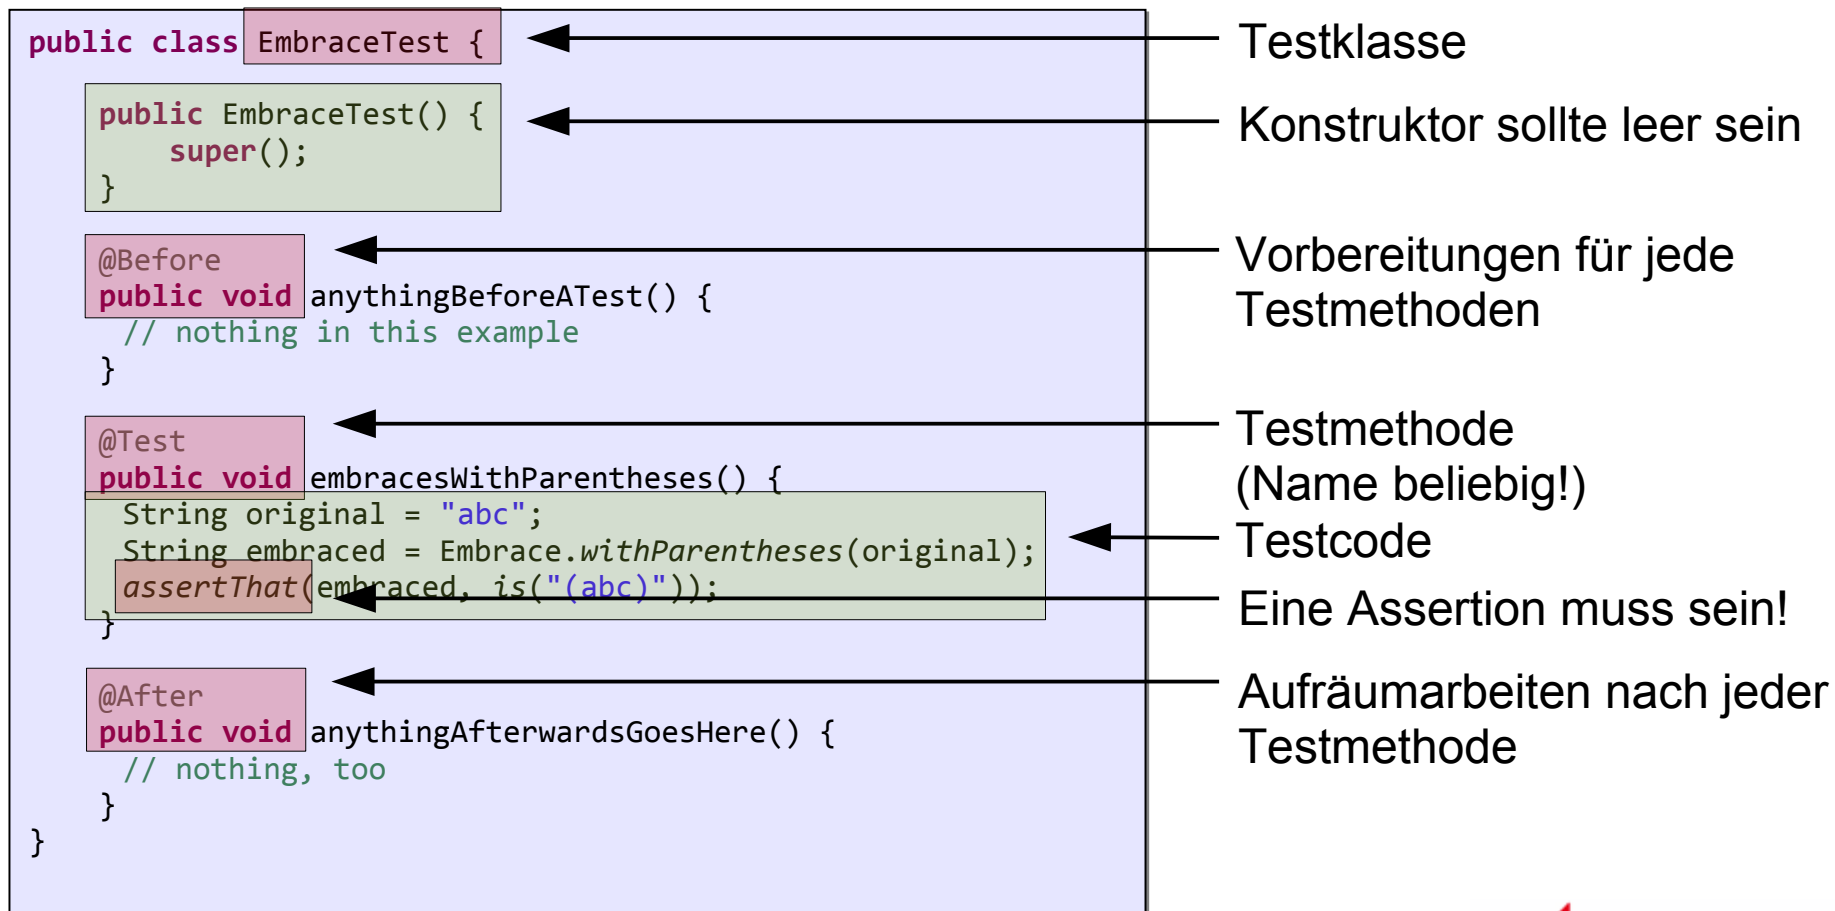 public class EmbraceTest {
public EmbraceTest() {
super();
}
@Before
public void anythingBeforeATest() {
// nothing in this example
}
@Test
public void embracesWithParentheses() {
String original = "abc";
String embraced = Embrace.withParentheses(original);
assertThat(embraced, is("(abc)"));
}
@After
public void anythingAfterwardsGoesHere() {
// nothing, too
}
}
Testklasse
Konstruktor sollte leer sein
Vorbereitungen für jede
Testmethoden
Testmethode
(Name beliebig!)
Testcode
Eine Assertion muss sein!
Aufräumarbeiten nach jeder
Testmethode